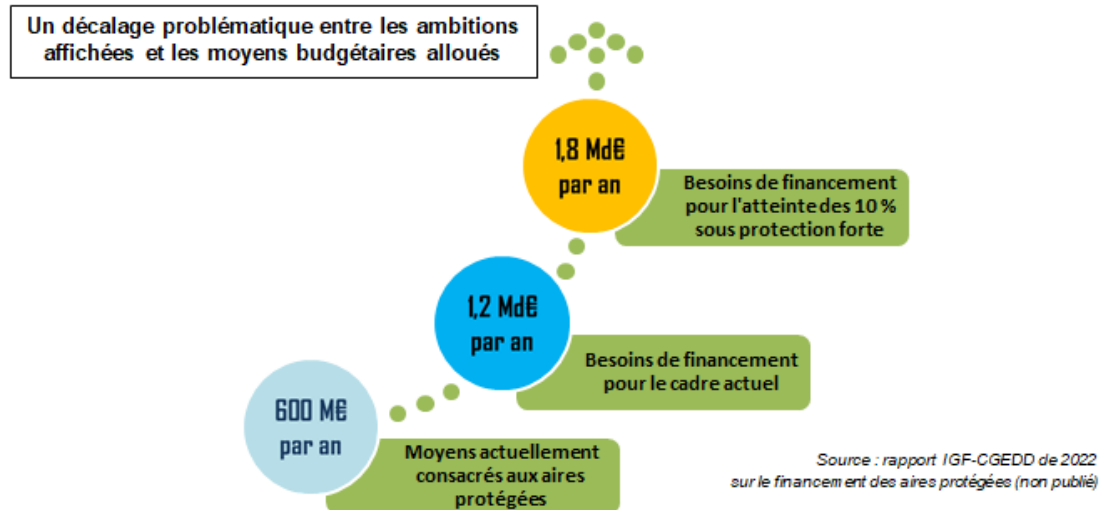 Un décalage problématique entre les ambitions
affichées et les moyens budgétaires alloués
1,8 Md€
par an
Besoins de financement
pour l'atteinte des 10 %
sous protection forte
1,2 Md€
par an
Besoins de financement
pour le cadre actuel
600 M€
par an
Moyens actuellement
consacrés aux aires
protégées
Source : rapport IGF-CGEDD de 2022
sur le financement des aires protégées (non publié)